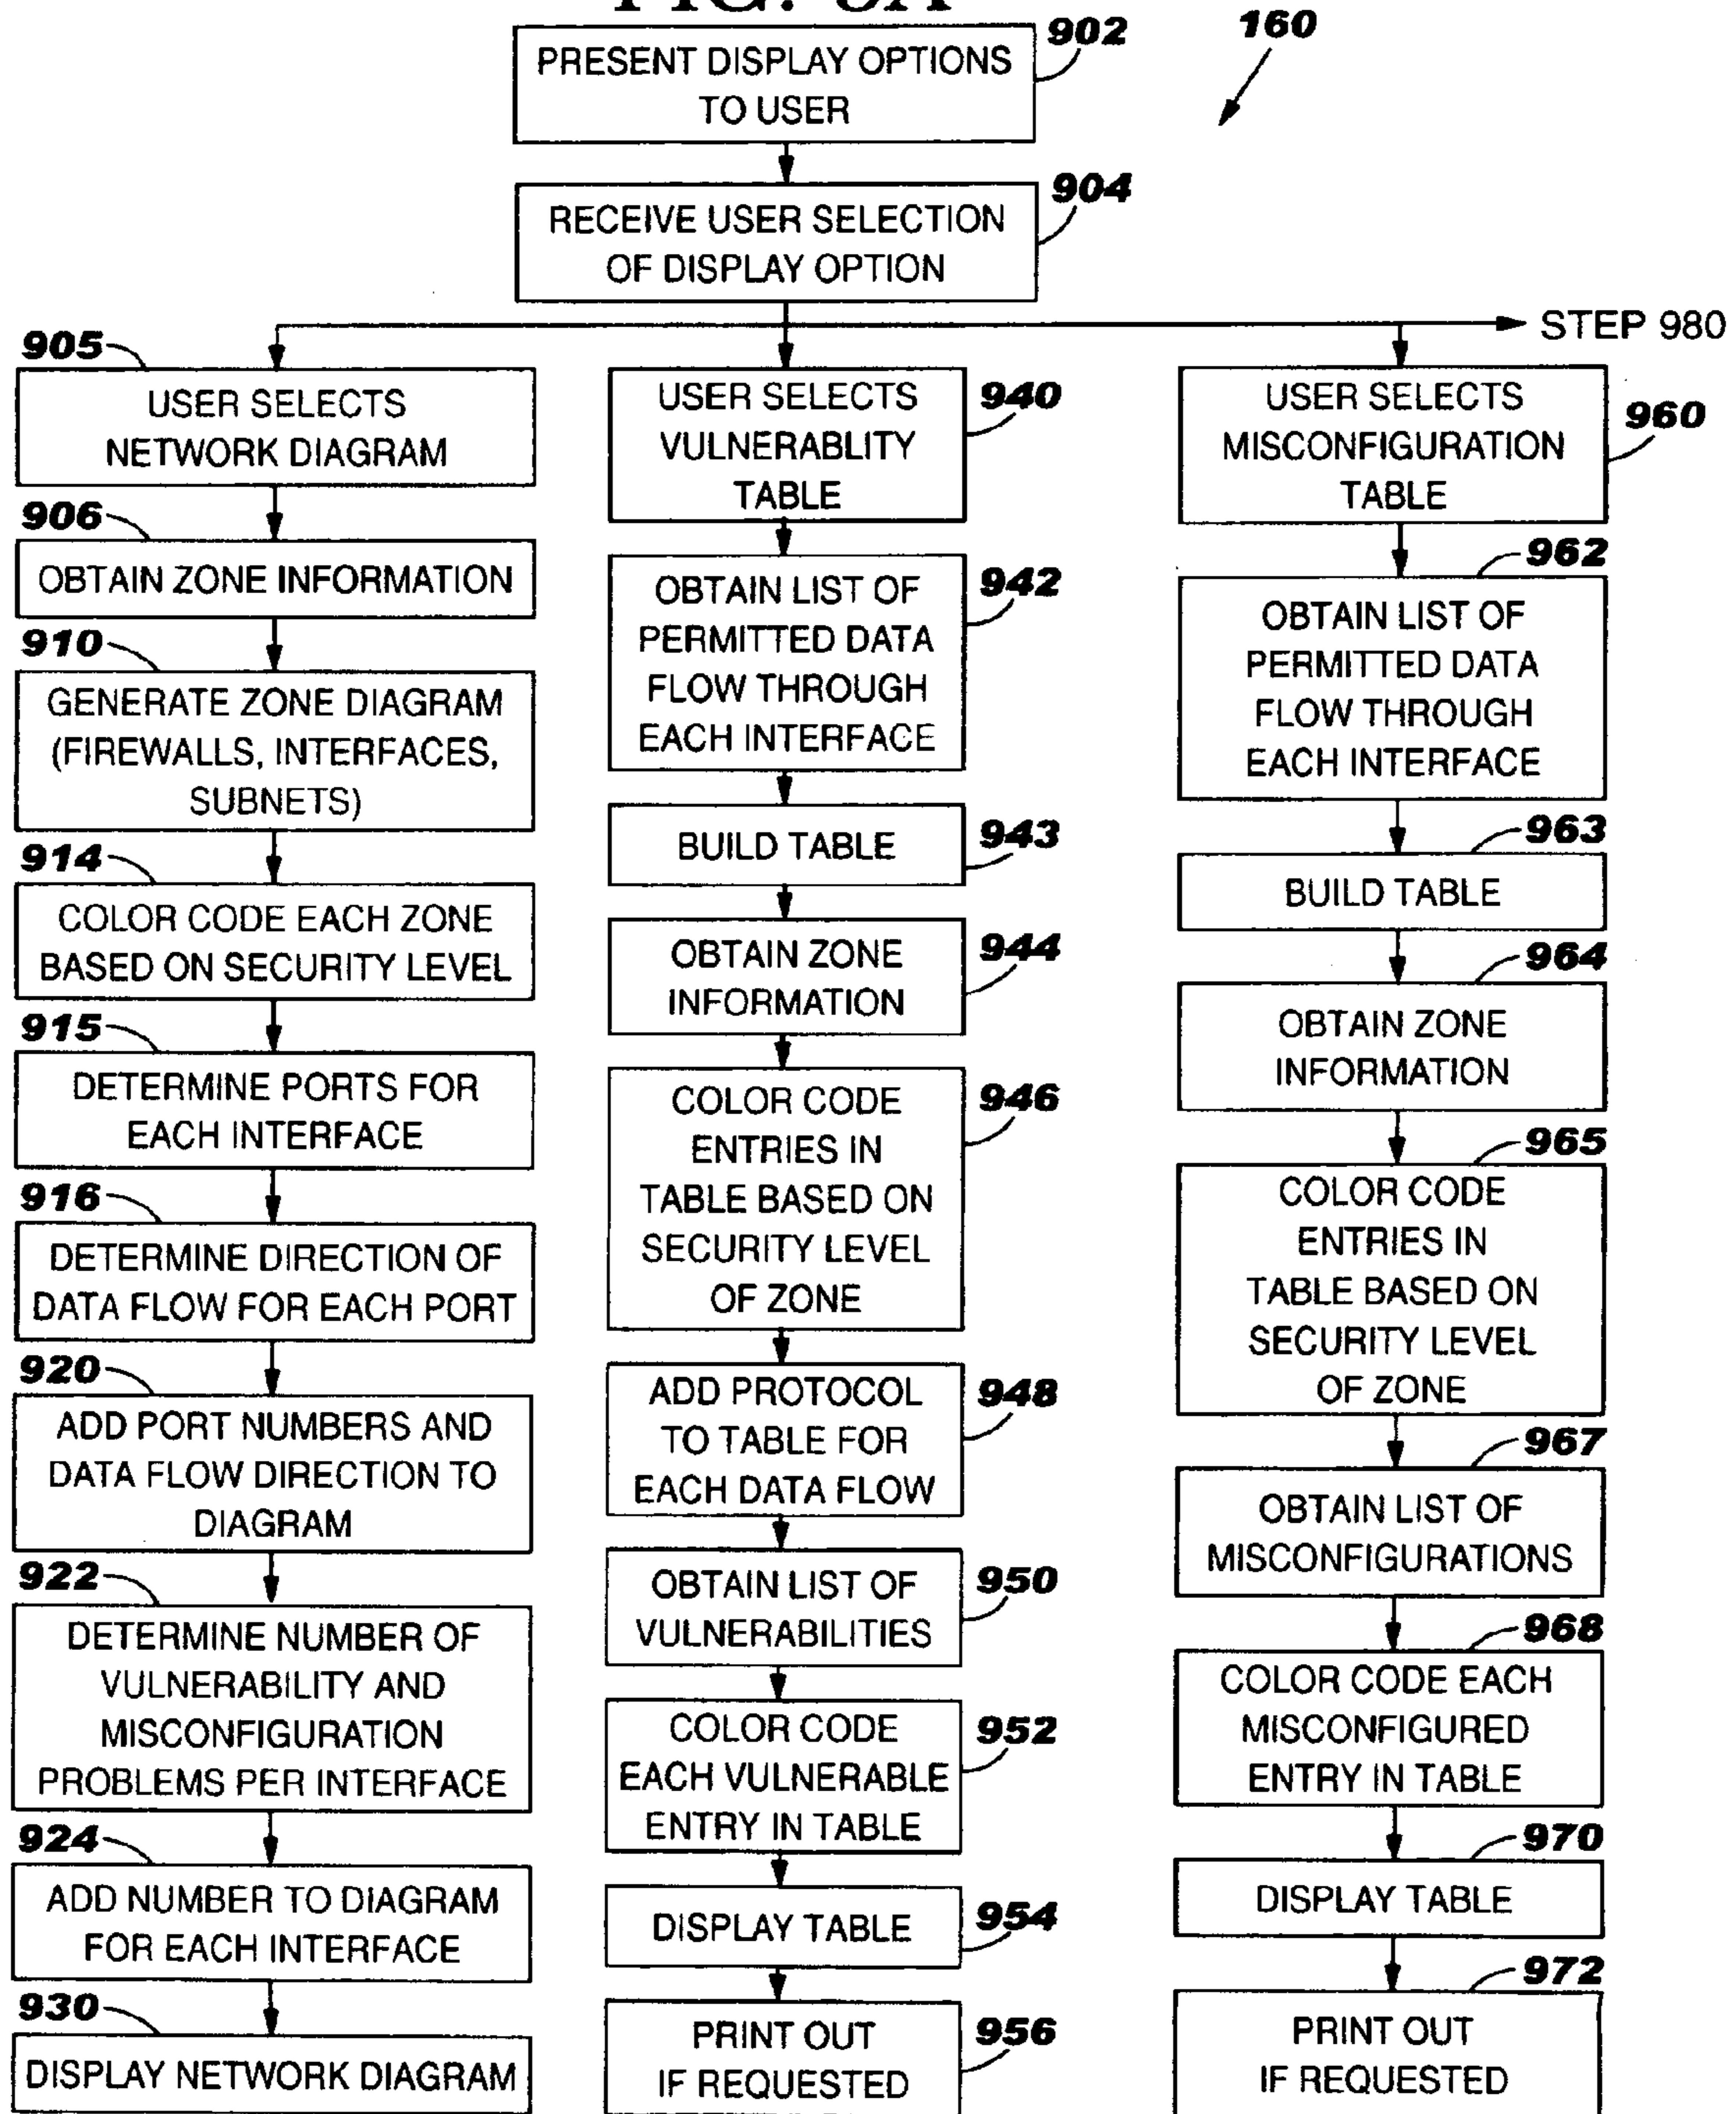 FIG. 9A
160
902
PRESENT DISPLAY OPTIONS
TO USER
904
RECEIVE USER SELECTION
OF DISPLAY OPTION
STEP 980
905
USER SELECTS
NETWORK DIAGRAM
906
OBTAIN ZONE INFORMATION
910
GENERATE ZONE DIAGRAM
(FIREWALLS, INTERFACES,
SUBNETS)
914
COLOR CODE EACH ZONE
BASED ON SECURITY LEVEL
915
DETERMINE PORTS FOR
EACH INTERFACE
916
DETERMINE DIRECTION OF
DATA FLOW FOR EACH PORT
920
ADD PORT NUMBERS AND
DATA FLOW DIRECTION TO
DIAGRAM
922
DETERMINE NUMBER OF
VULNERABILITY AND
MISCONFIGURATION
PROBLEMS PER INTERFACE
924
ADD NUMBER TO DIAGRAM
FOR EACH INTERFACE
930
DISPLAY NETWORK DIAGRAM
940
USER SELECTS
VULNERABLITY
TABLE
942
OBTAIN LIST OF
PERMITTED DATA
FLOW THROUGH
EACH INTERFACE
943
BUILD TABLE
944
OBTAIN ZONE
INFORMATION
946
COLOR CODE
ENTRIES IN
TABLE BASED ON
SECURITY LEVEL
OF ZONE
948
ADD PROTOCOL
TO TABLE FOR
EACH DATA FLOW
950
OBTAIN LIST OF
VULNERABILITIES
952
COLOR CODE
EACH VULNERABLE
ENTRY IN TABLE
954
DISPLAY TABLE
956
PRINT OUT
IF REQUESTED
960
USER SELECTS
MISCONFIGURATION
TABLE
962
OBTAIN LIST OF
PERMITTED DATA
FLOW THROUGH
EACH INTERFACE
963
BUILD TABLE
964
OBTAIN ZONE
INFORMATION
965
COLOR CODE
ENTRIES IN
TABLE BASED ON
SECURITY LEVEL
OF ZONE
967
OBTAIN LIST OF
MISCONFIGURATIONS
968
COLOR CODE EACH
MISCONFIGURED
ENTRY IN TABLE
970
DISPLAY TABLE
972
PRINT OUT
IF REQUESTED